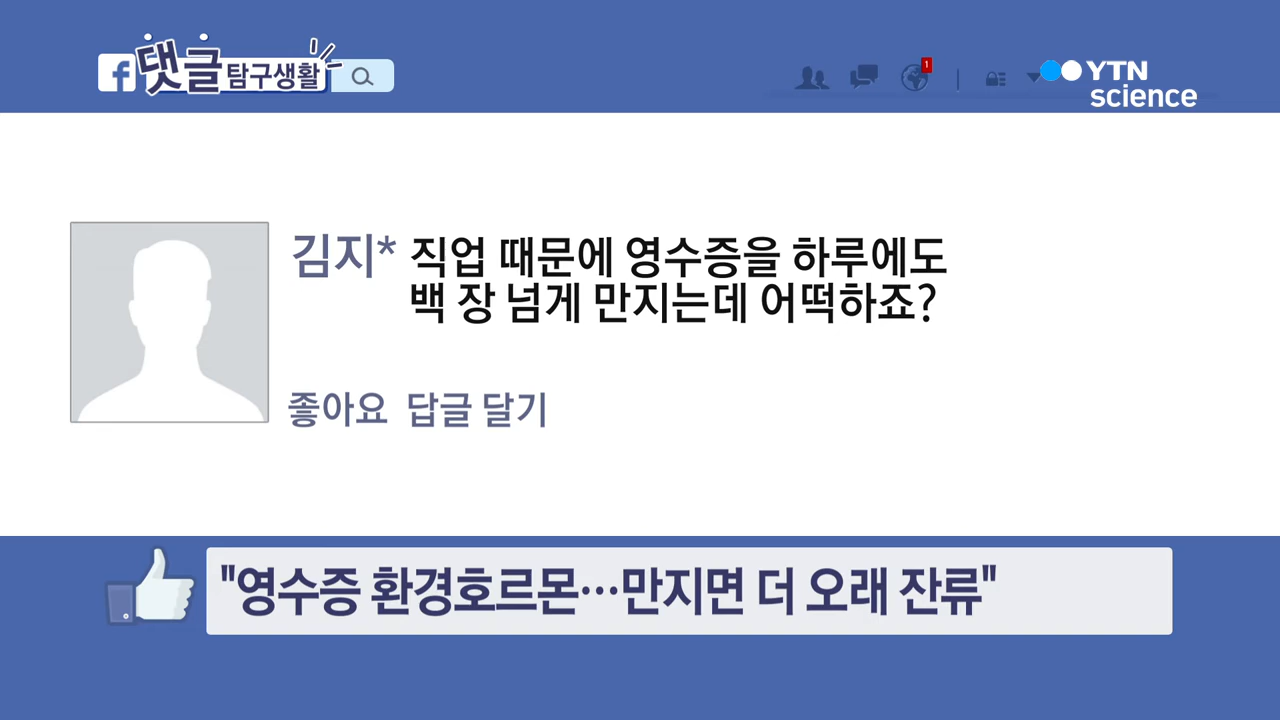 f 댓글 탐구생활
1
YTN
science
김지* 직업 때문에 영수증을 하루에도
백 장 넘게 만지는데 어떡하죠?
좋아요 답글 달기
"영수증 환경호르몬…만지면 더 오래 잔류"